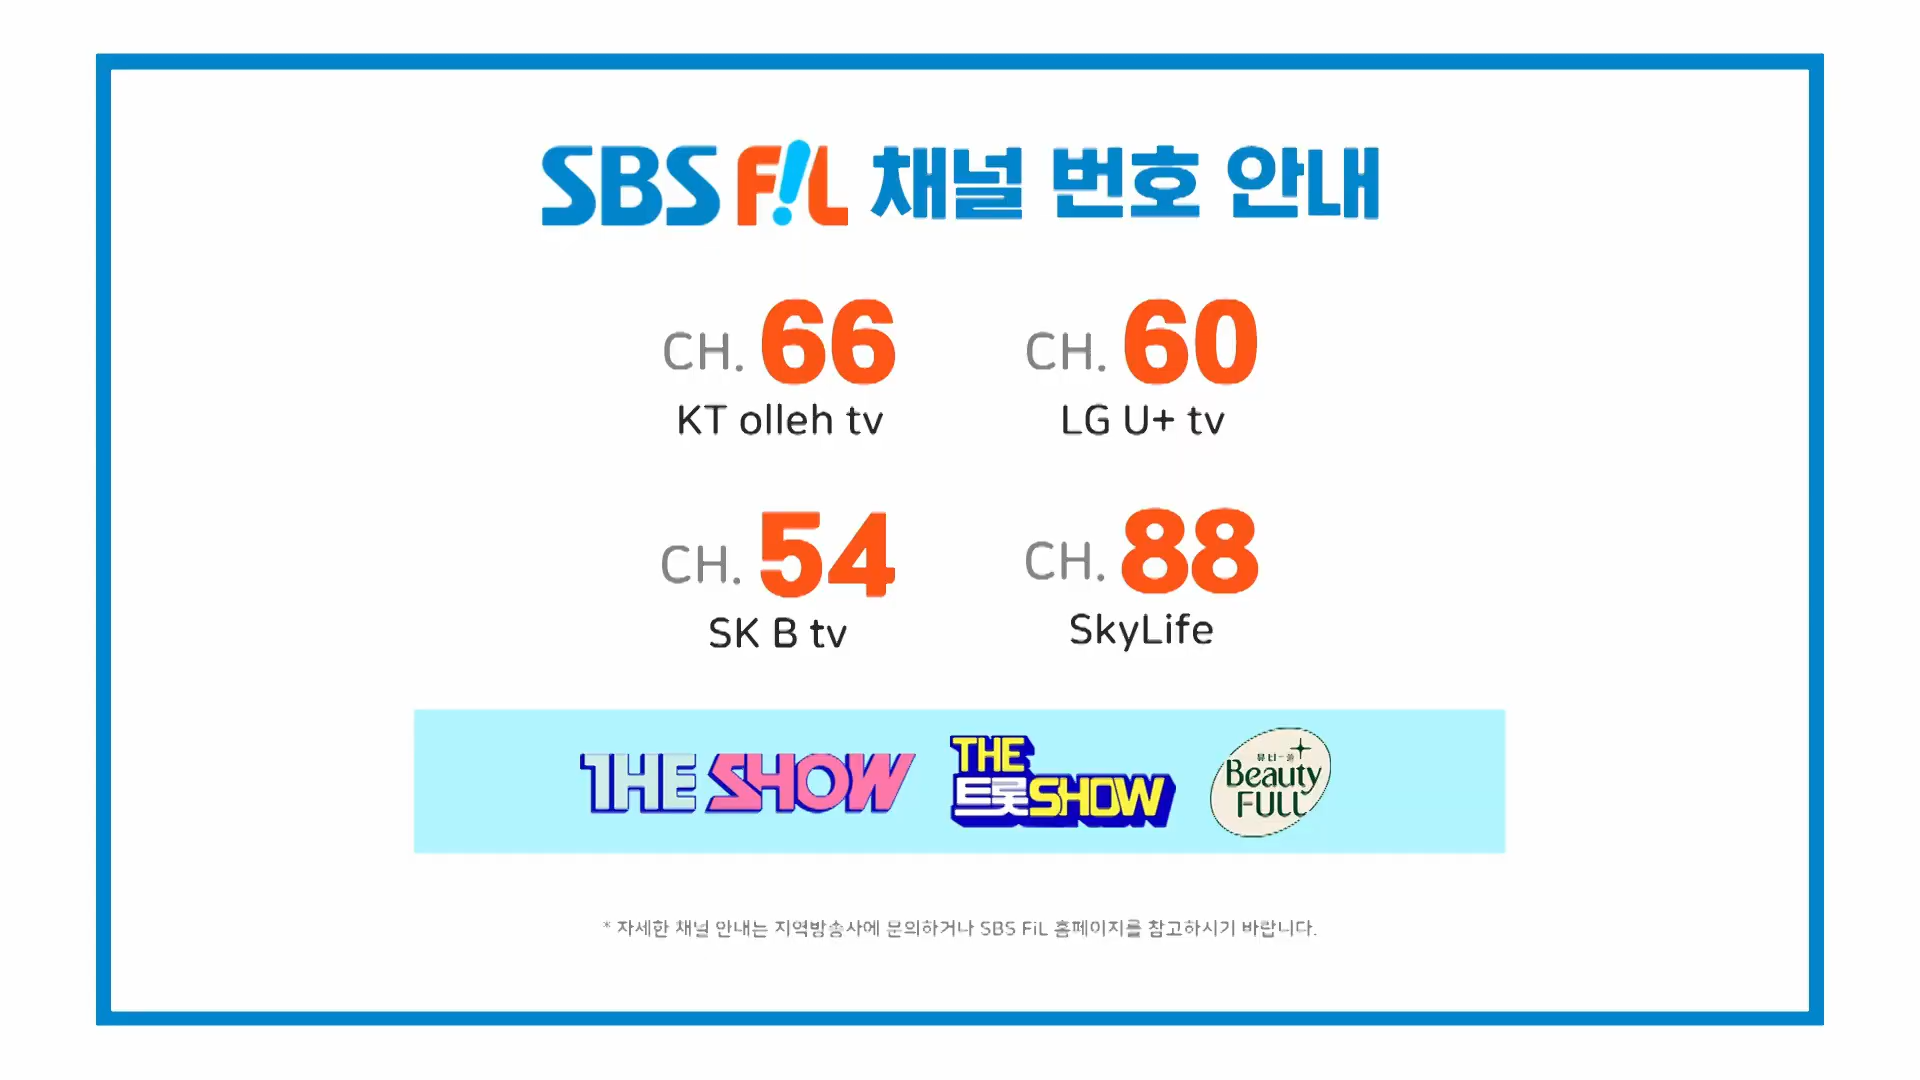 SBS FiL 채널 번호 안내
CH. 66
KT olleh tv
CH. 60
LG U+ tv
CH. 54
SK B tv
CH. 88
SkyLife
THE SHOW
THE
트롯SHOW
Beauty
FULL
* 자세한 채널 안내는 지역방송사에 문의하거나 SBS FiL 홈페이지를 참고하시기 바랍니다.